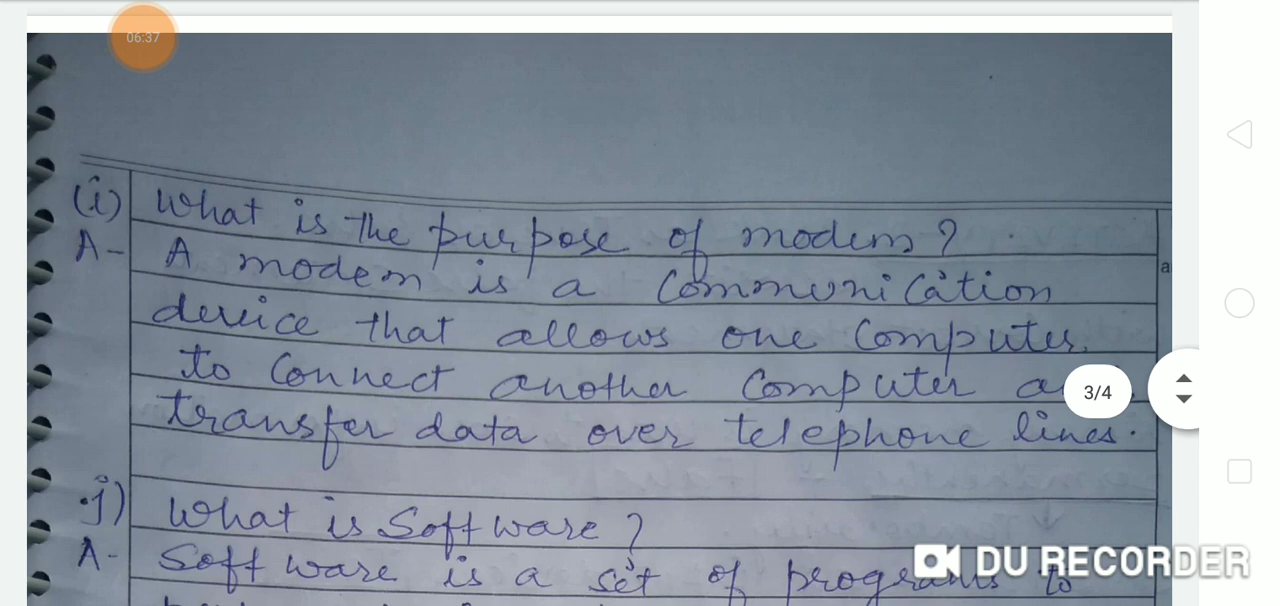 06:37
(i) What is the purpose of modem?
A- A modem is a Communication
device that allows one Computer
to Connect another Computer
3/4
transfer data over telephone lines.
j) What is Software?
A- Software is a set of programs to
DU RECORDER